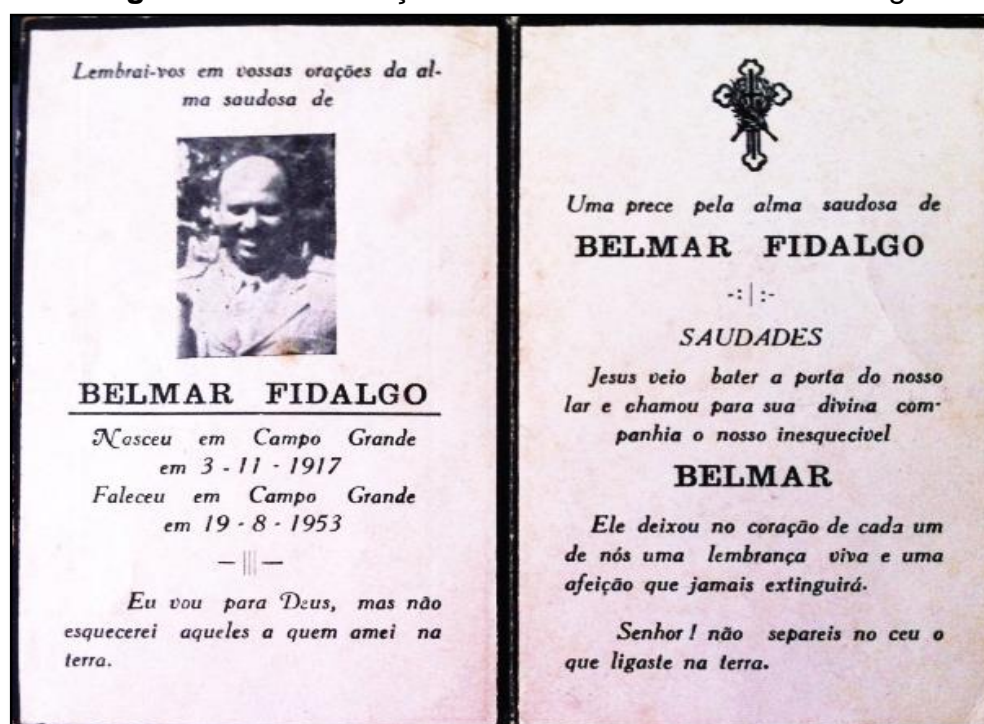 Lembrai-vos em vossas orações da al-
ma saudosa de
BELMAR FIDALGO
Nasceu em Campo Grande
em 3 - 11 - 1917
Faleceu em Campo Grande
em 19 - 8 - 1953
Eu vou para Deus, mas não
esquecerei aqueles a quem amei na
terra.
Uma prece pela alma saudosa de
BELMAR FIDALGO
SAUDADES
Jesus veio bater a porta do nosso
lar e chamou para sua divina com-
panhia o nosso inesquecivel
BELMAR
Ele deixou no coração de cada um
de nós uma lembrança viva e uma
afeição que jamais extinguirá.
Senhor ! não separeis no ceu o
que ligaste na terra.